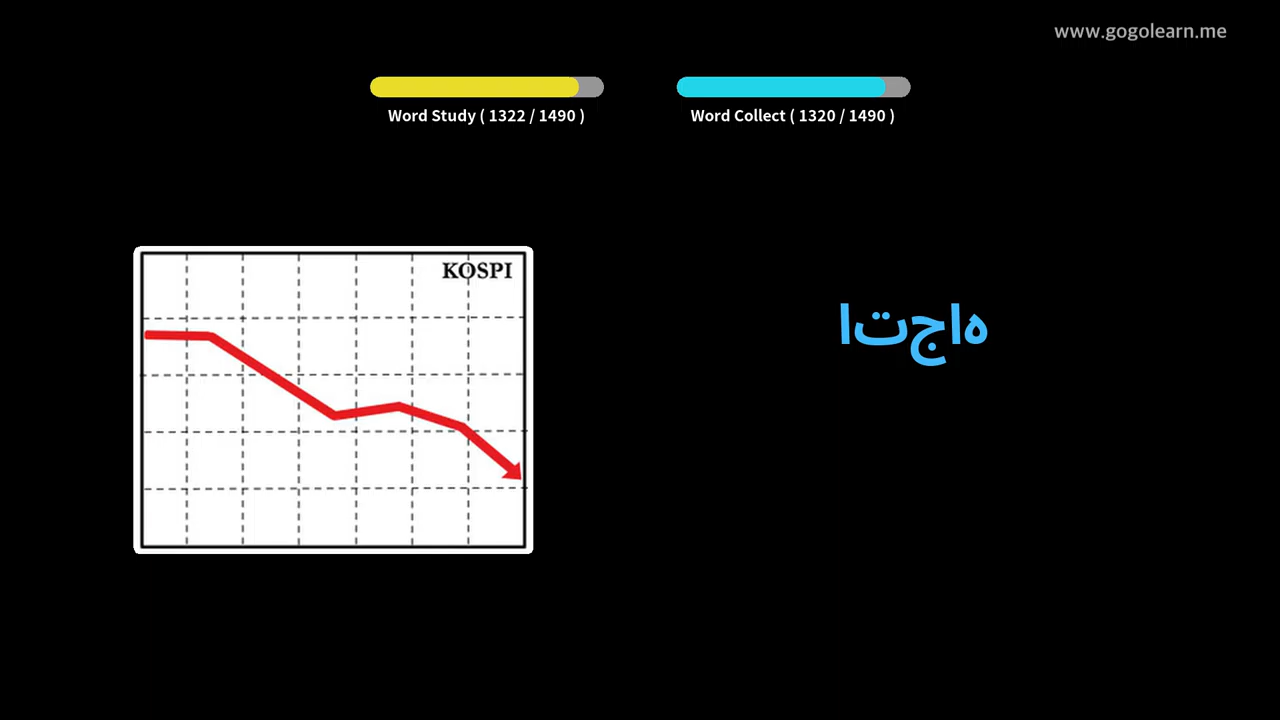 www.gogolearn.me
Word Study ( 1322 / 1490 )
Word Collect ( 1320 / 1490 )
KOSPI
اتجاه